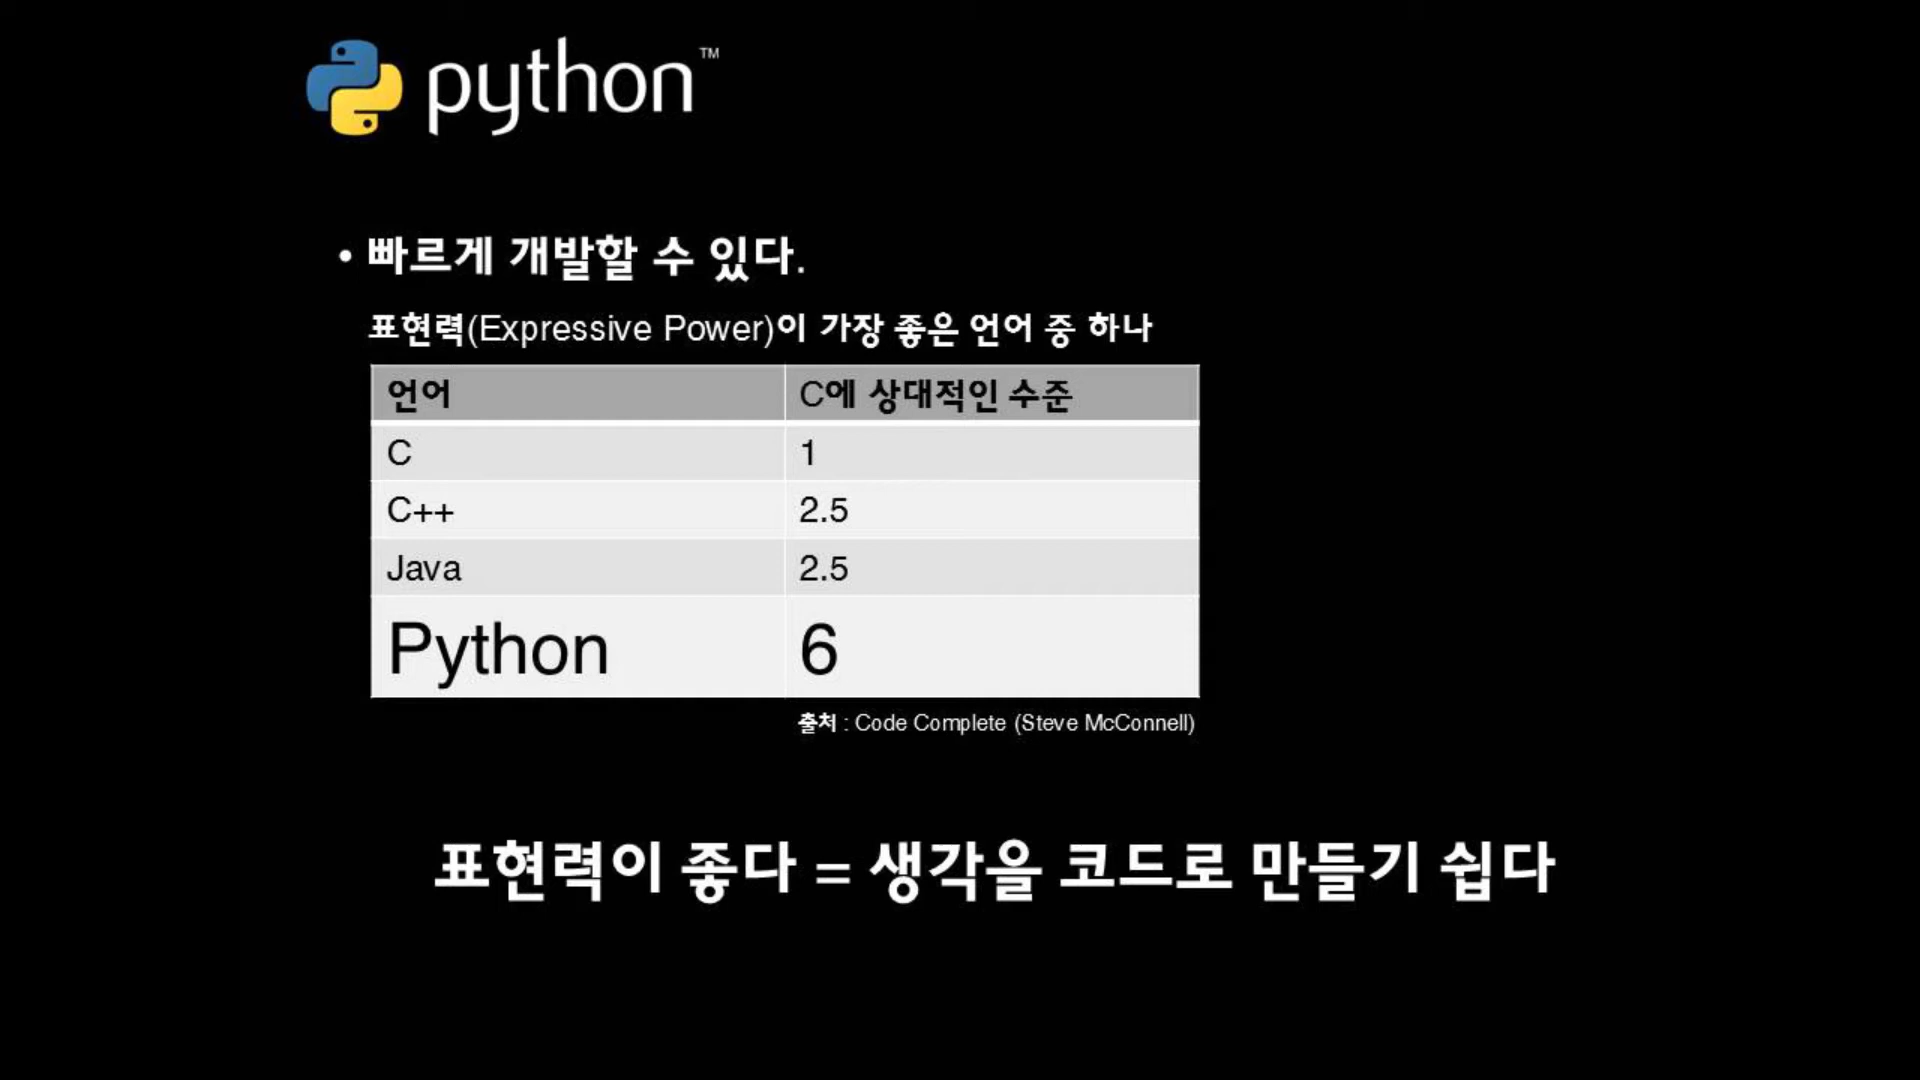 python™
• 빠르게 개발할 수 있다.
표현력(Expressive Power)이 가장 좋은 언어 중 하나
언어 C에 상대적인 수준
C 1
C++ 2.5
Java 2.5
Python 6
출처 : Code Complete (Steve McConnell)
표현력이 좋다 = 생각을 코드로 만들기 쉽다